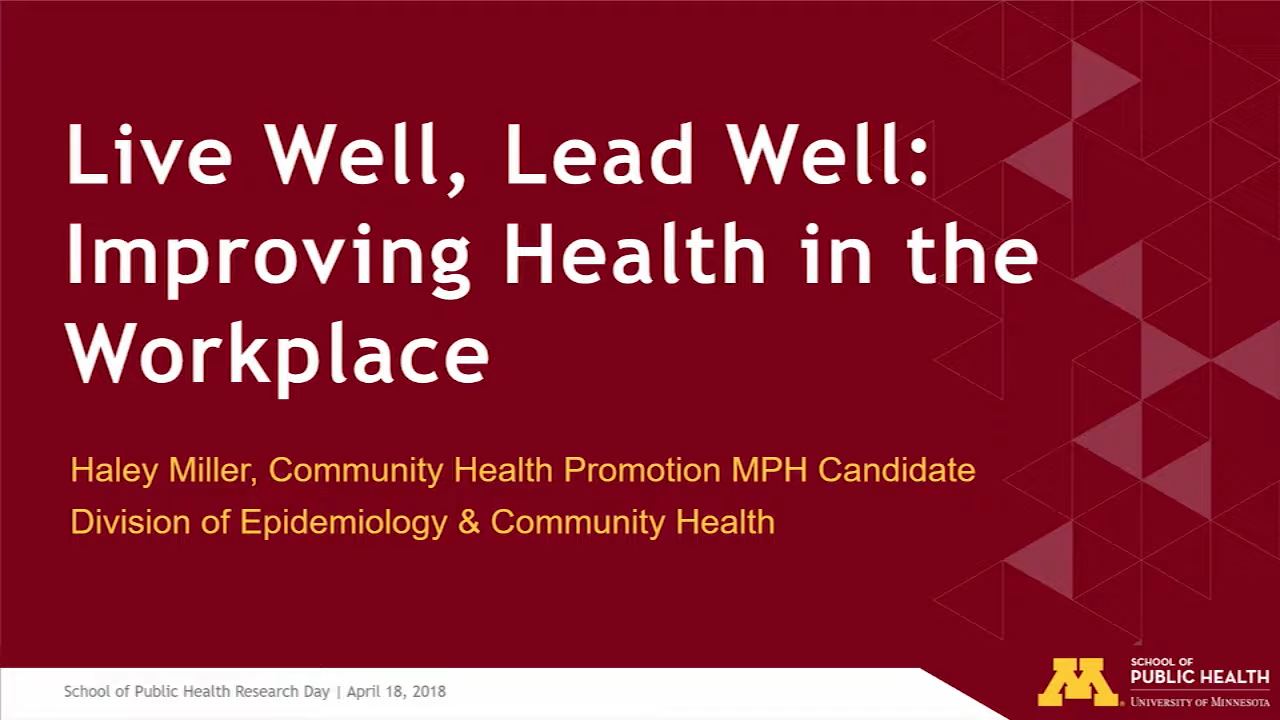 Live Well, Lead Well:
Improving Health in the
Workplace
Haley Miller, Community Health Promotion MPH Candidate
Division of Epidemiology & Community Health
School of Public Health Research Day | April 18, 2018
M
SCHOOL OF
PUBLIC HEALTH
UNIVERSITY OF MINNESOTA